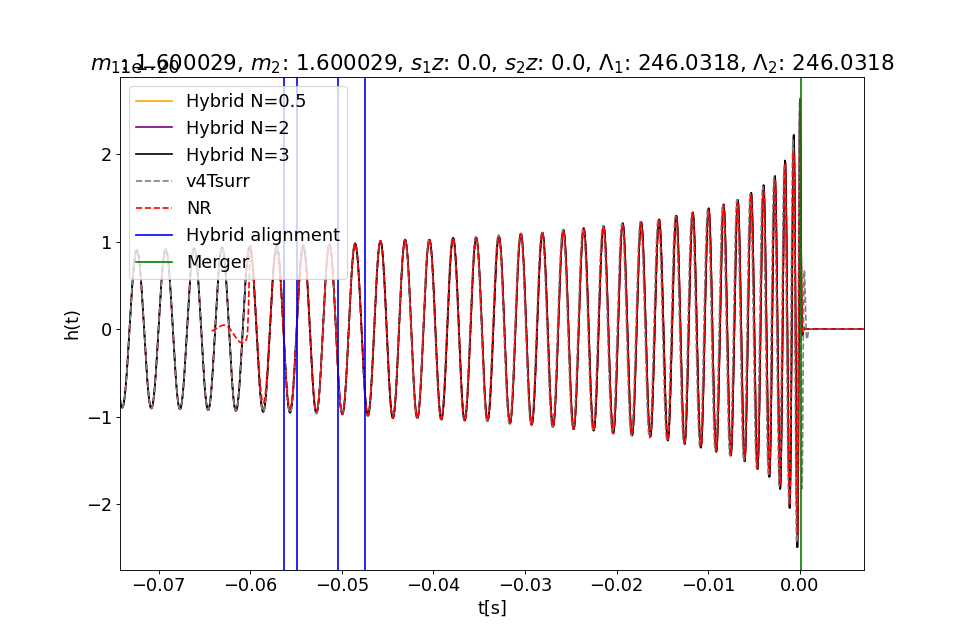 m₁: 1.600029, m₂: 1.600029, s₁z: 0.0, s₂z: 0.0, Λ₁: 246.0318, Λ₂: 246.0318
1e−20
Hybrid N=0.5
Hybrid N=2
Hybrid N=3
v4Tsurr
NR
Hybrid alignment
Merger
2
1
0
−1
−2
h(t)
−0.07 −0.06 −0.05 −0.04 −0.03 −0.02 −0.01 0.00
t[s]